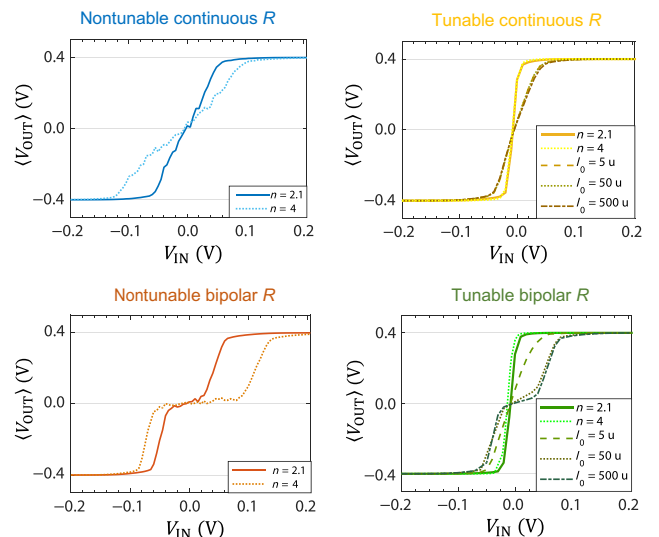 Nontunable continuous R
⟨V_OUT⟩ (V)
0.4
0.0
−0.4
−0.2
−0.1
0.0
0.1
0.2
V_IN (V)
n = 2.1
n = 4
Tunable continuous R
⟨V_OUT⟩ (V)
0.4
0.0
−0.4
−0.2
−0.1
0.0
0.1
0.2
V_IN (V)
n = 2.1
n = 4
I_0 = 5 u
I_0 = 50 u
I_0 = 500 u
Nontunable bipolar R
⟨V_OUT⟩ (V)
0.4
0.0
−0.4
−0.2
−0.1
0.0
0.1
0.2
V_IN (V)
n = 2.1
n = 4
Tunable bipolar R
⟨V_OUT⟩ (V)
0.4
0.0
−0.4
−0.2
−0.1
0.0
0.1
0.2
V_IN (V)
n = 2.1
n = 4
I_0 = 5 u
I_0 = 50 u
I_0 = 500 u